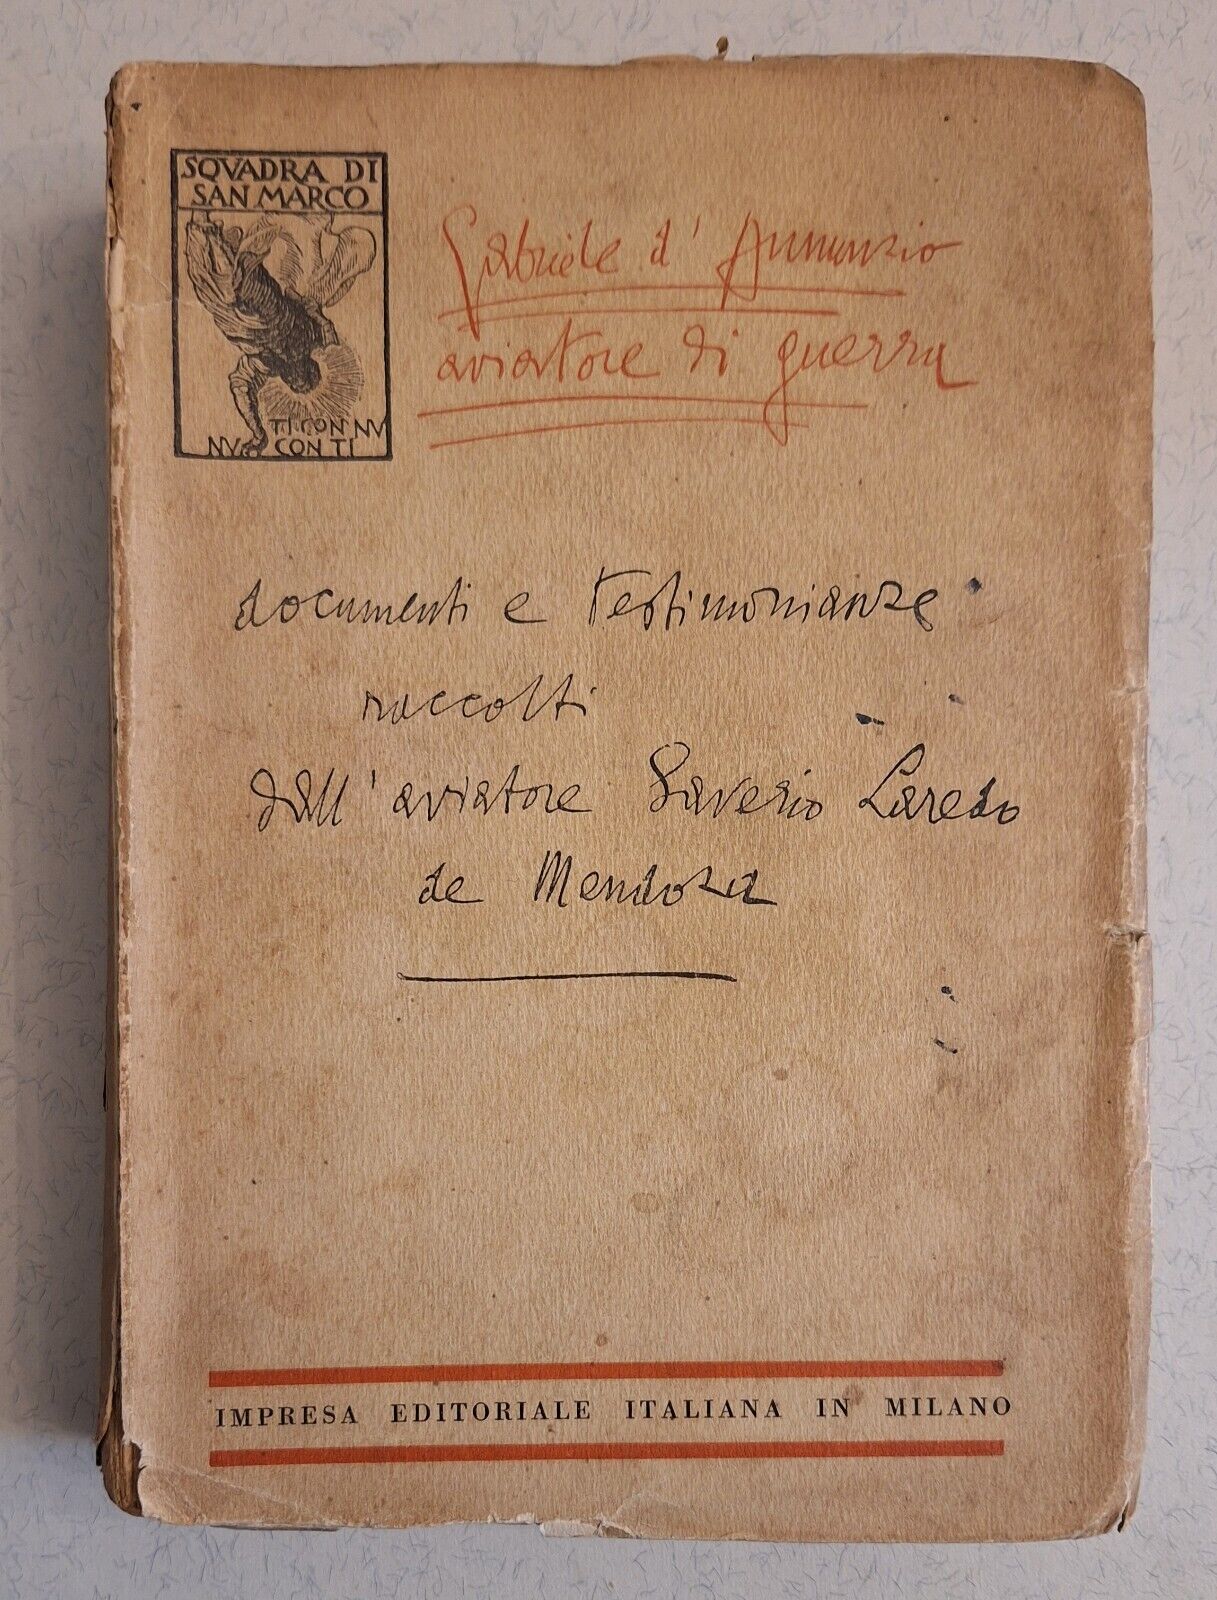 SQVADRA DI
SAN MARCO
TI CON NV
NV CON TI
Gabriele d'Annunzio
aviatore di guerra
documenti e testimonianze
raccolti
dall'aviatore Saverio Laredo
de Mendoza
IMPRESA EDITORIALE ITALIANA IN MILANO